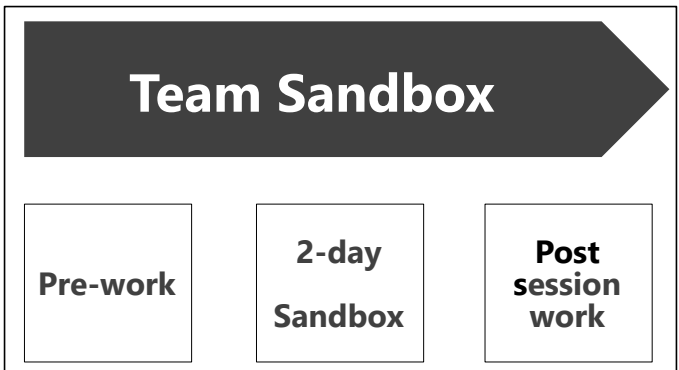 Team Sandbox
Pre-work
2-day
Sandbox
Post
session
work